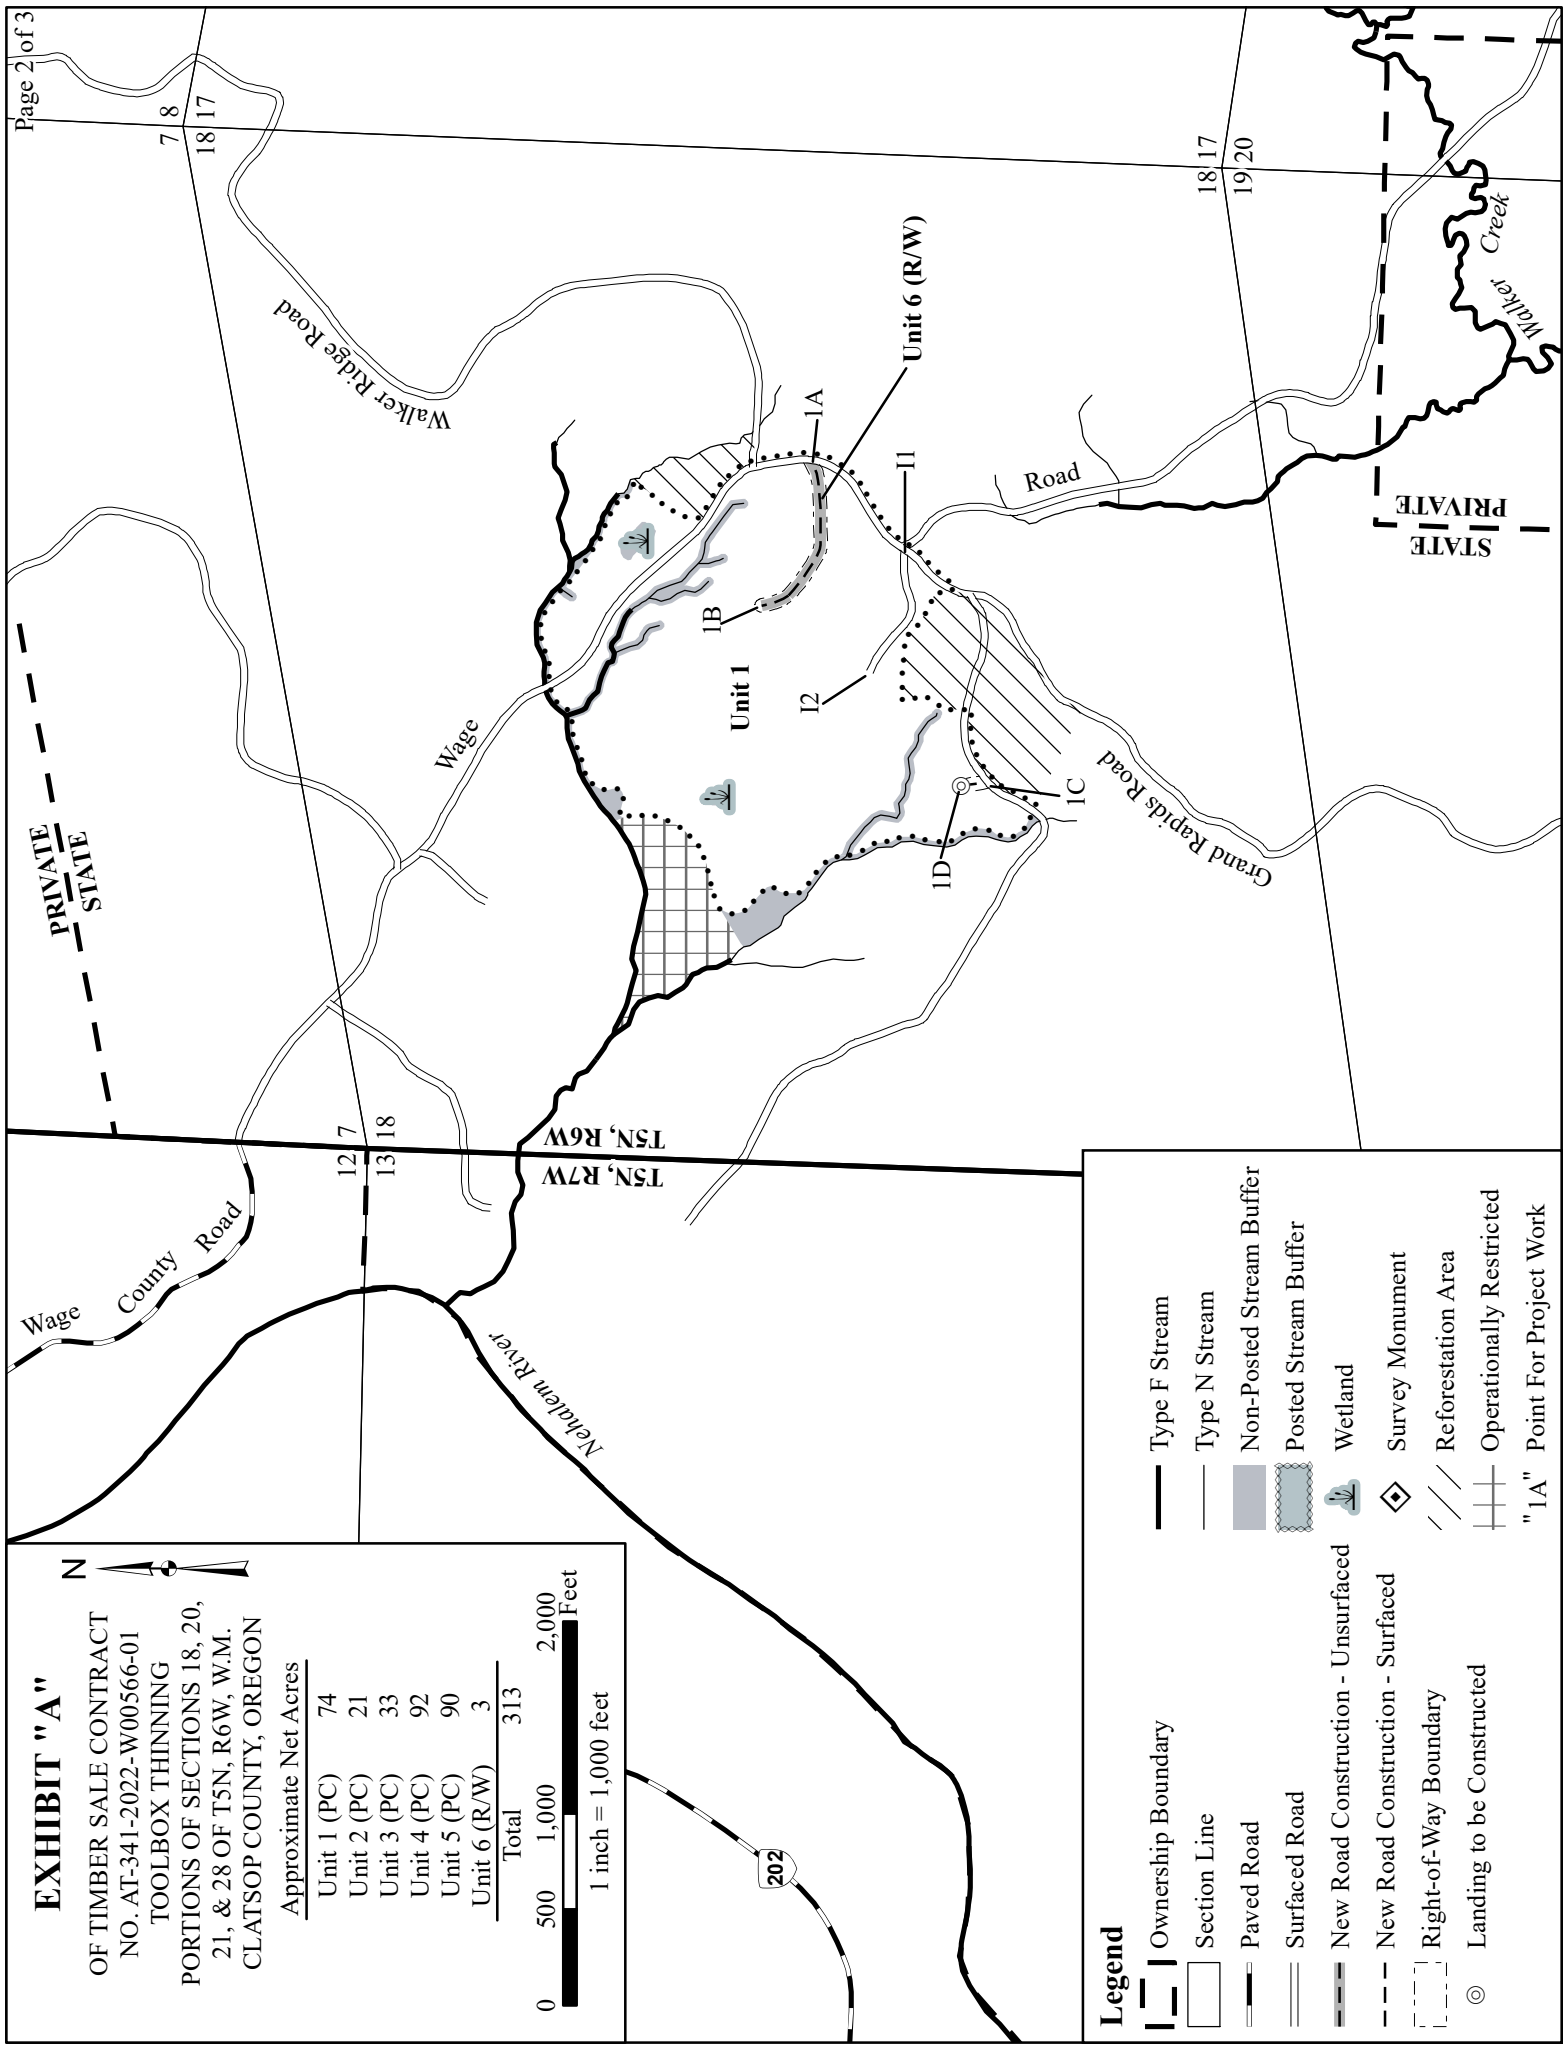 Page 2 of 3
EXHIBIT "A"
OF TIMBER SALE CONTRACT
NO. AT-341-2022-W00566-01
TOOLBOX THINNING
PORTIONS OF SECTIONS 18, 20,
21, & 28 OF T5N, R6W, W.M.
CLATSOP COUNTY, OREGON
Approximate Net Acres
Unit 1 (PC) 74
Unit 2 (PC) 21
Unit 3 (PC) 33
Unit 4 (PC) 92
Unit 5 (PC) 90
Unit 6 (R/W) 3
Total 313
0 500 1,000 2,000
Feet
1 inch = 1,000 feet
N
Wage
County
Road
PRIVATE
STATE
12 7
13 18
7 8
18 17
T5N, R7W
T5N, R6W
Nehalem River
202
Wage
Walker Ridge Road
Unit 1
1B
1A
Unit 6 (R/W)
I1
I2
1C
1D
Grand Rapids Road
Road
18 17
19 20
STATE
PRIVATE
Walker
Creek
Legend
Ownership Boundary
Section Line
Paved Road
Surfaced Road
New Road Construction - Unsurfaced
New Road Construction - Surfaced
Right-of-Way Boundary
Landing to be Constructed
Type F Stream
Type N Stream
Non-Posted Stream Buffer
Posted Stream Buffer
Wetland
Survey Monument
Reforestation Area
Operationally Restricted
"1A" Point For Project Work